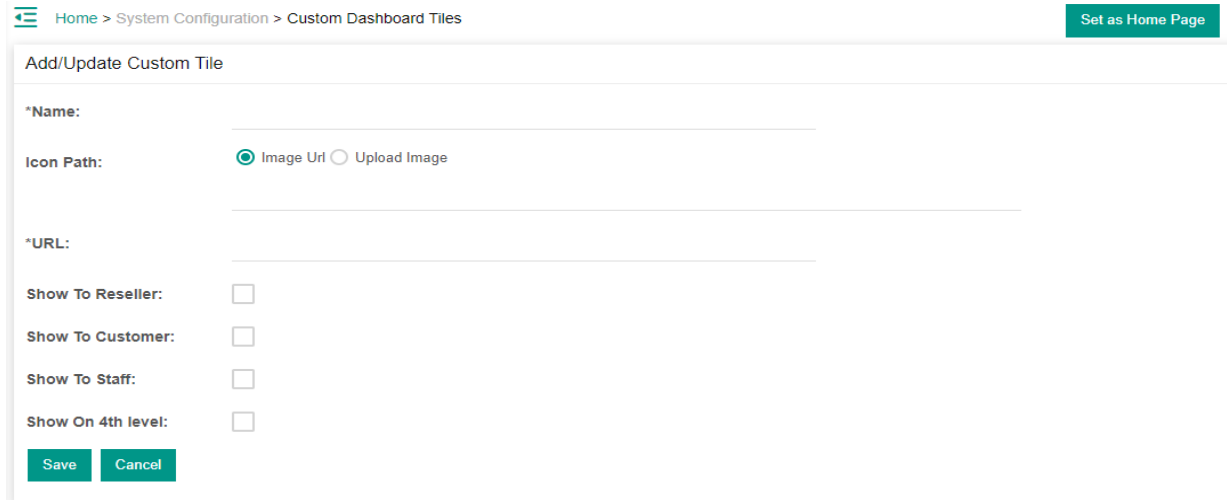 Home > System Configuration > Custom Dashboard Tiles
Set as Home Page
Add/Update Custom Tile
*Name:
Icon Path:
Image Url Upload Image
*URL:
Show To Reseller:
Show To Customer:
Show To Staff:
Show On 4th level:
Save Cancel